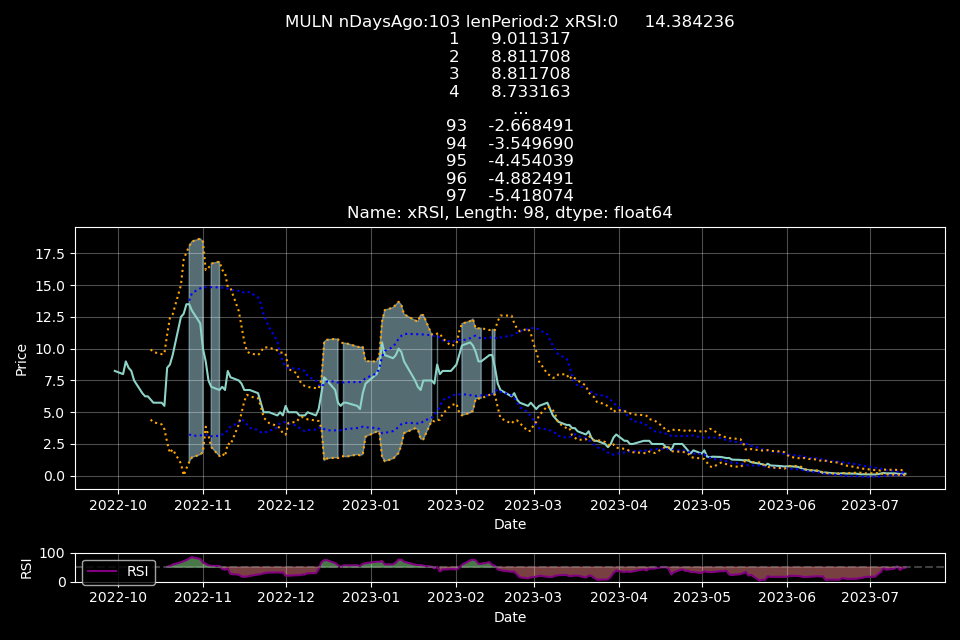 MULN nDaysAgo:103 lenPeriod:2 xRSI:0 14.384236
1 9.011317
2 8.811708
3 8.811708
4 8.733163
...
93 -2.668491
94 -3.549690
95 -4.454039
96 -4.882491
97 -5.418074
Name: xRSI, Length: 98, dtype: float64
17.5
15.0
12.5
10.0
7.5
5.0
2.5
0.0
Price
2022-10 2022-11 2022-12 2023-01 2023-02 2023-03 2023-04 2023-05 2023-06 2023-07
Date
100
0
RSI
RSI
2022-10 2022-11 2022-12 2023-01 2023-02 2023-03 2023-04 2023-05 2023-06 2023-07
Date